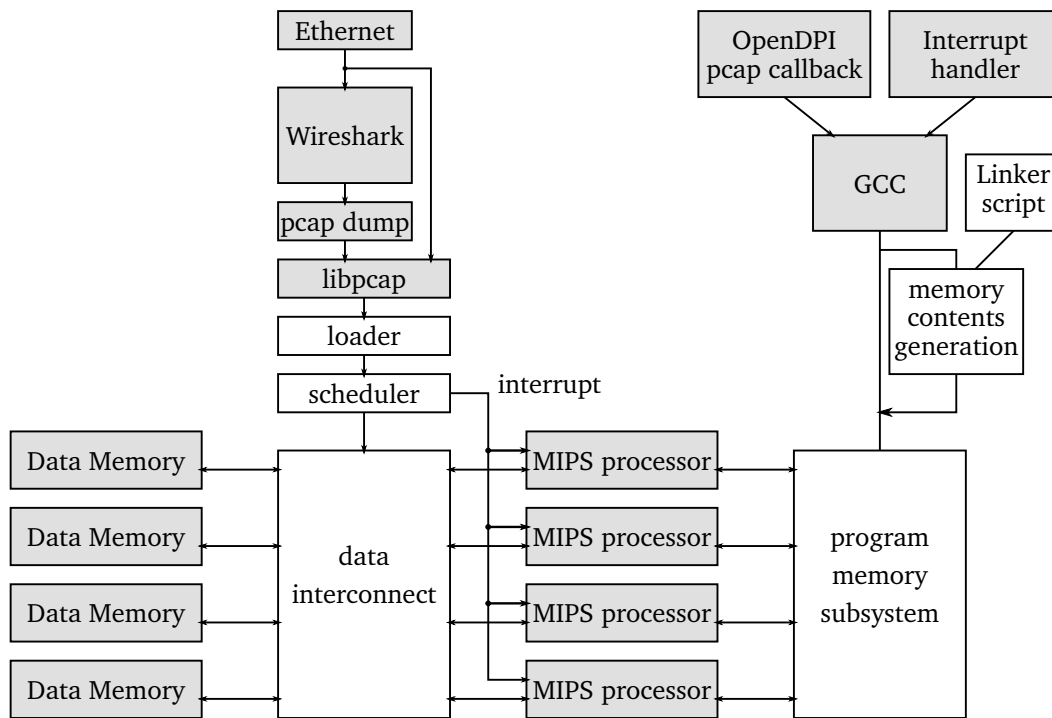 Ethernet
OpenDPI
pcap callback
Interrupt
handler
Wireshark
GCC
Linker
script
pcap dump
libpcap
memory
contents
generation
loader
scheduler
interrupt
Data Memory
MIPS processor
Data Memory
MIPS processor
data
interconnect
program
memory
subsystem
Data Memory
MIPS processor
Data Memory
MIPS processor